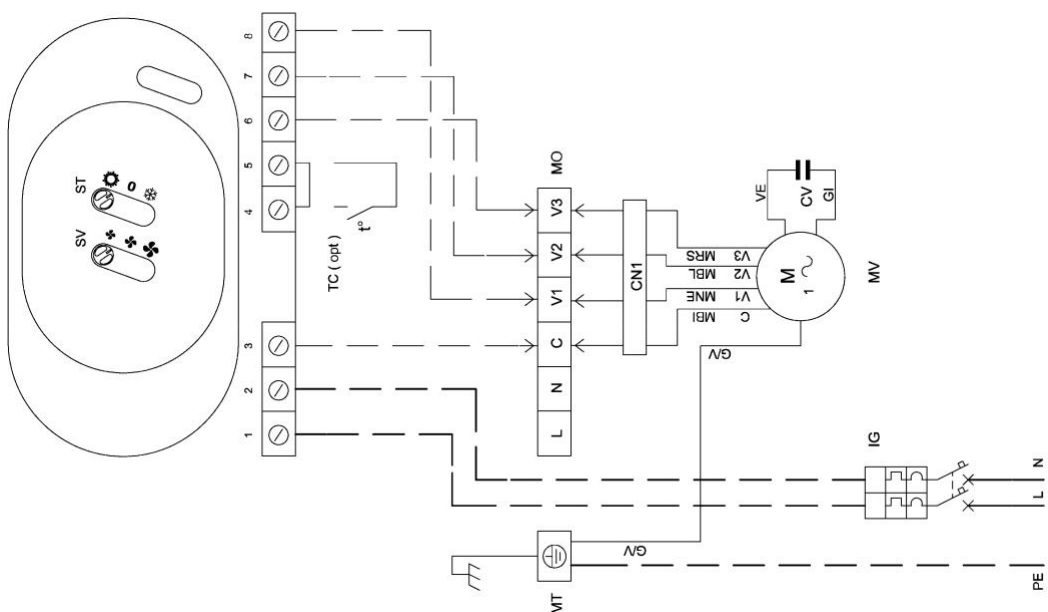 ST
0
SV
8
7
6
5
4
3
2
1
TC ( opt )
t°
MO
V3
V2
V1
C
N
L
CN1
VE
CV
GI
MRS
V3
MBL
V2
MNE
V1
MBI
C
M
1
MV
G/V
IG
N
L
G/V
MT
PE